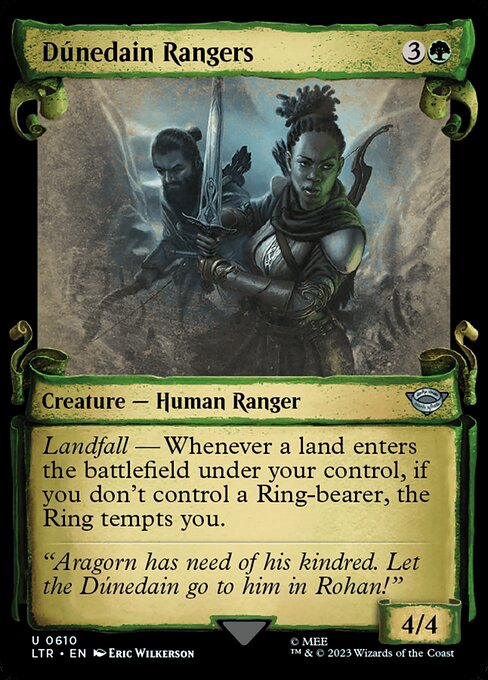 Dúnedain Rangers 3
Creature — Human Ranger
Landfall — Whenever a land enters
the battlefield under your control, if
you don't control a Ring-bearer, the
Ring tempts you.
"Aragorn has need of his kindred. Let
the Dúnedain go to him in Rohan!"
4/4
U 0610
LTR • EN Eric Wilkerson
© MEE
™ & © 2023 Wizards of the Coast